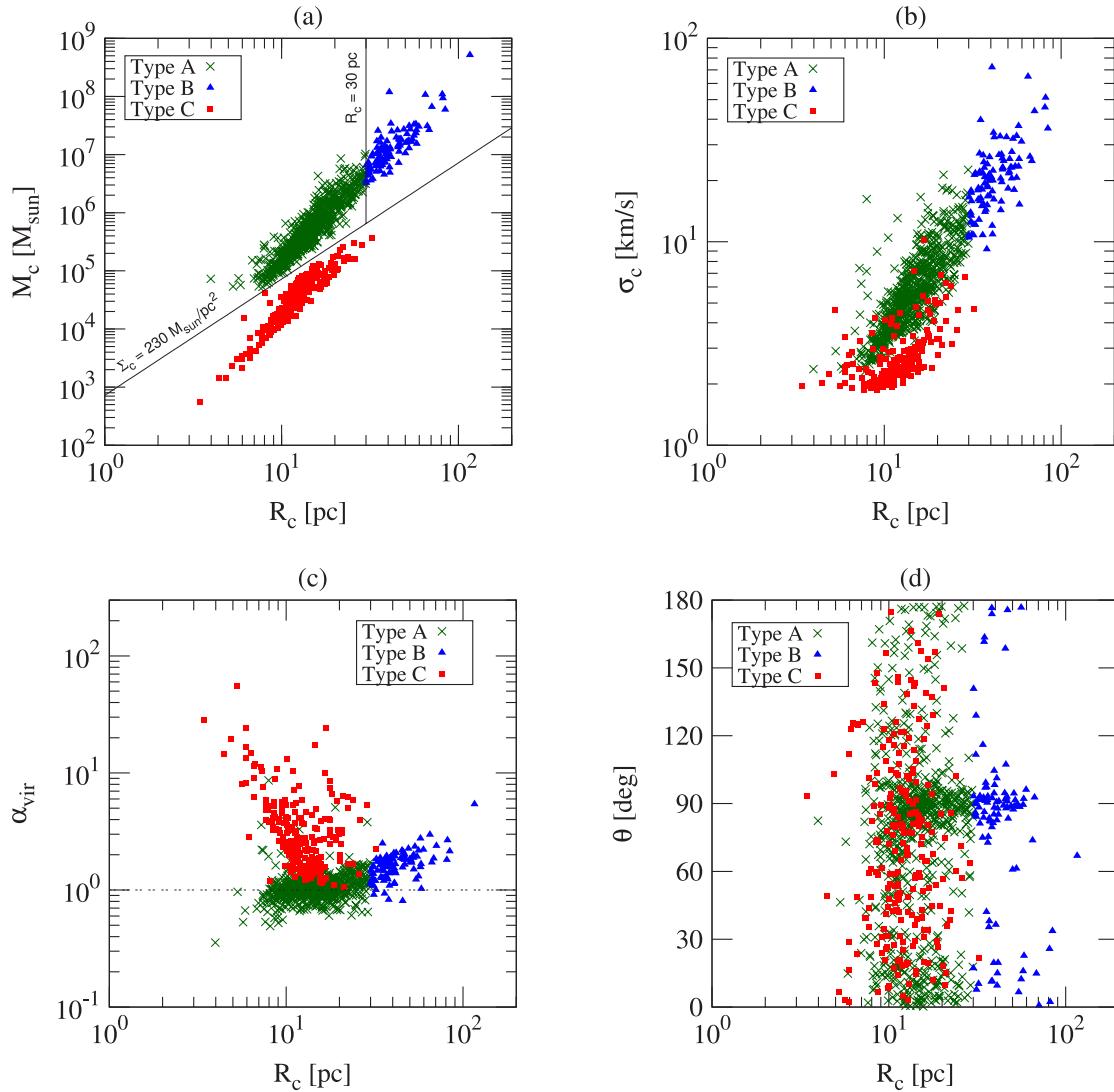 (a)
10^9
10^8
10^7
10^6
10^5
10^4
10^3
10^2
M_c [M_sun]
Type A
Type B
Type C
R_c = 30 pc
Σ_c = 230 M_sun/pc^2
10^0
10^1
10^2
R_c [pc]
(b)
10^2
10^1
10^0
σ_c [km/s]
Type A
Type B
Type C
10^0
10^1
10^2
R_c [pc]
(c)
10^2
10^1
10^0
10^-1
α_vir
Type A
Type B
Type C
10^0
10^1
10^2
R_c [pc]
(d)
180
150
120
90
60
30
0
θ [deg]
Type A
Type B
Type C
10^0
10^1
10^2
R_c [pc]